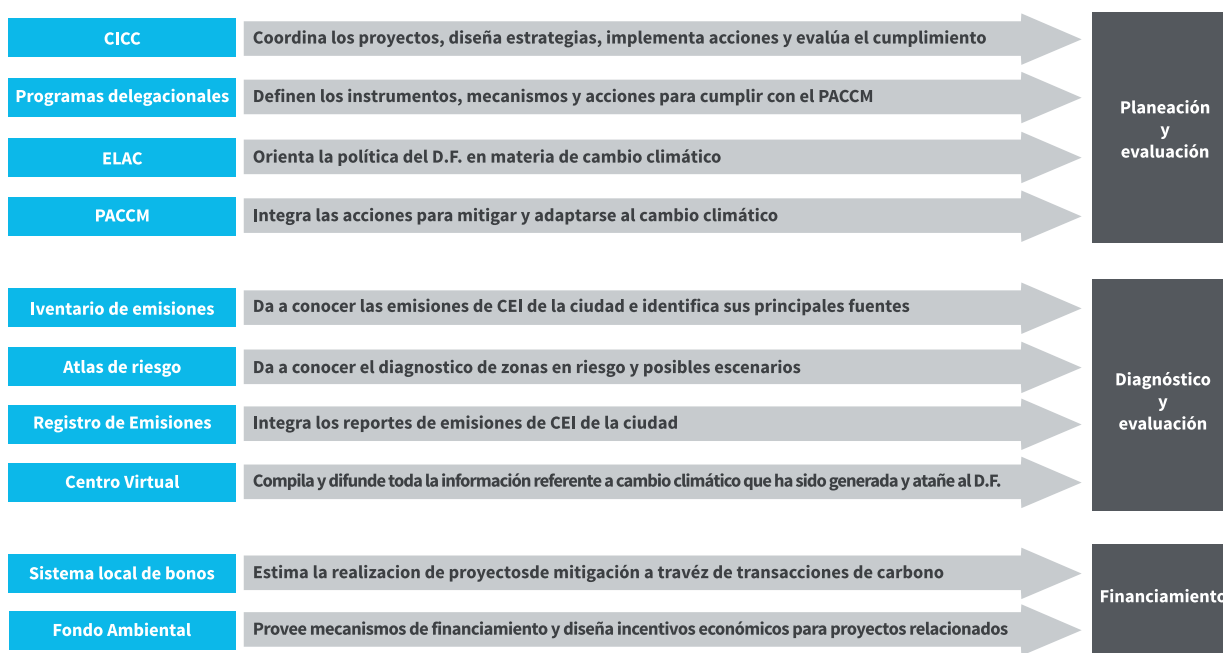 CICC
Coordina los proyectos, diseña estrategias, implementa acciones y evalúa el cumplimiento
Programas delegacionales
Definen los instrumentos, mecanismos y acciones para cumplir con el PACCM
ELAC
Orienta la política del D.F. en materia de cambio climático
PACCM
Integra las acciones para mitigar y adaptarse al cambio climático
Planeación
y
evaluación
Iventario de emisiones
Da a conocer las emisiones de CEI de la ciudad e identifica sus principales fuentes
Atlas de riesgo
Da a conocer el diagnostico de zonas en riesgo y posibles escenarios
Registro de Emisiones
Integra los reportes de emisiones de CEI de la ciudad
Centro Virtual
Compila y difunde toda la información referente a cambio climático que ha sido generada y atañe al D.F.
Diagnóstico
y
evaluación
Sistema local de bonos
Estima la realizacion de proyectosde mitigación a travéz de transacciones de carbono
Fondo Ambiental
Provee mecanismos de financiamiento y diseña incentivos económicos para proyectos relacionados
Financiamiento